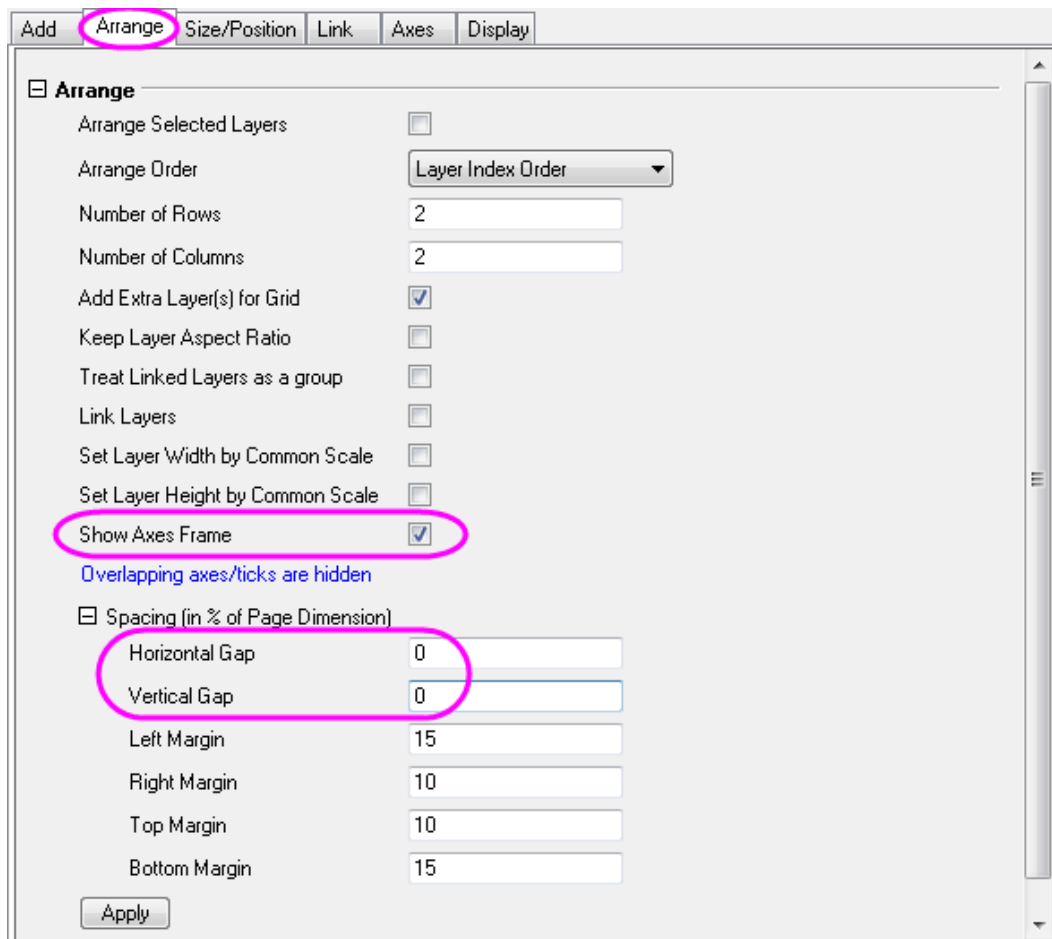 Add Arrange Size/Position Link Axes Display
Arrange
Arrange Selected Layers
Arrange Order Layer Index Order
Number of Rows 2
Number of Columns 2
Add Extra Layer(s) for Grid
Keep Layer Aspect Ratio
Treat Linked Layers as a group
Link Layers
Set Layer Width by Common Scale
Set Layer Height by Common Scale
Show Axes Frame
Overlapping axes/ticks are hidden
Spacing (in % of Page Dimension)
Horizontal Gap 0
Vertical Gap 0
Left Margin 15
Right Margin 10
Top Margin 10
Bottom Margin 15
Apply